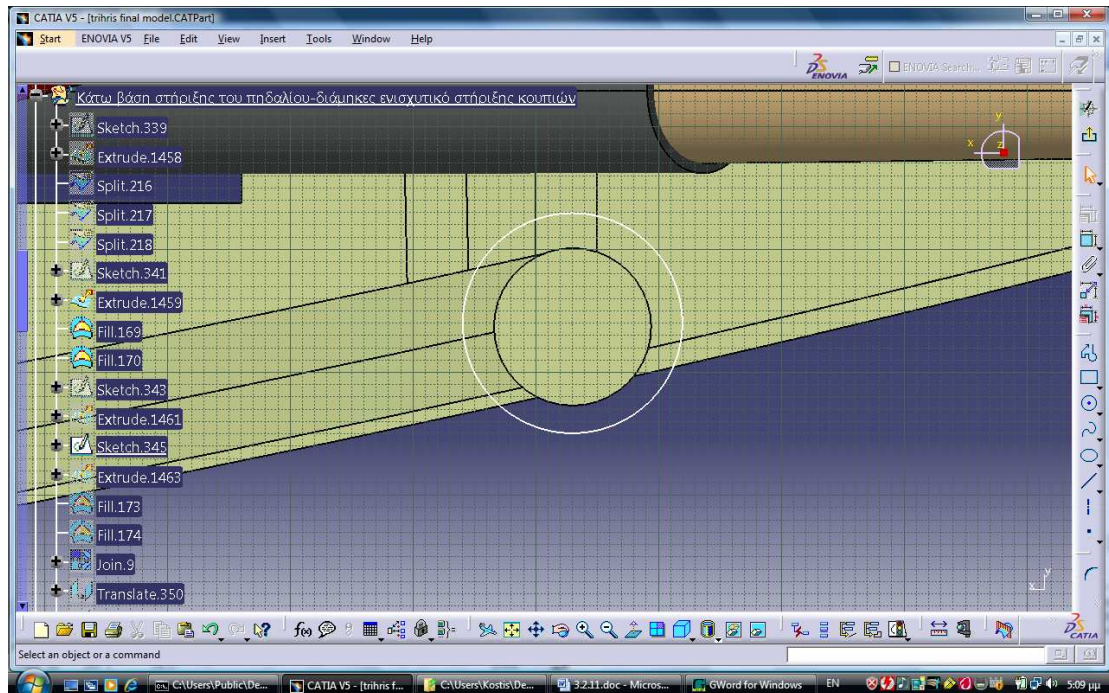 CATIA V5 - [trihris final model.CATPart]
Start ENOVIA V5 File Edit View Insert Tools Window Help
ENOVIA
ENOVIA Search...
Κάτω βάση στήριξης του πηδαλίου-διάμηκες ενισχυτικό στήριξης κουπιών
Sketch.339
Extrude.1458
Split.216
Split.217
Split.218
Sketch.341
Extrude.1459
Fill.169
Fill.170
Sketch.343
Extrude.1461
Sketch.345
Extrude.1463
Fill.173
Fill.174
Join.9
Translate.350
y
x
z
y
x
f(x)
CATIA
Select an object or a command
C:\Users\Public\De...
CATIA V5 - [trihris f...
C:\Users\Kostis\De...
3.2.11.doc - Micros...
GWord for Windows
EN
5:09 μμ